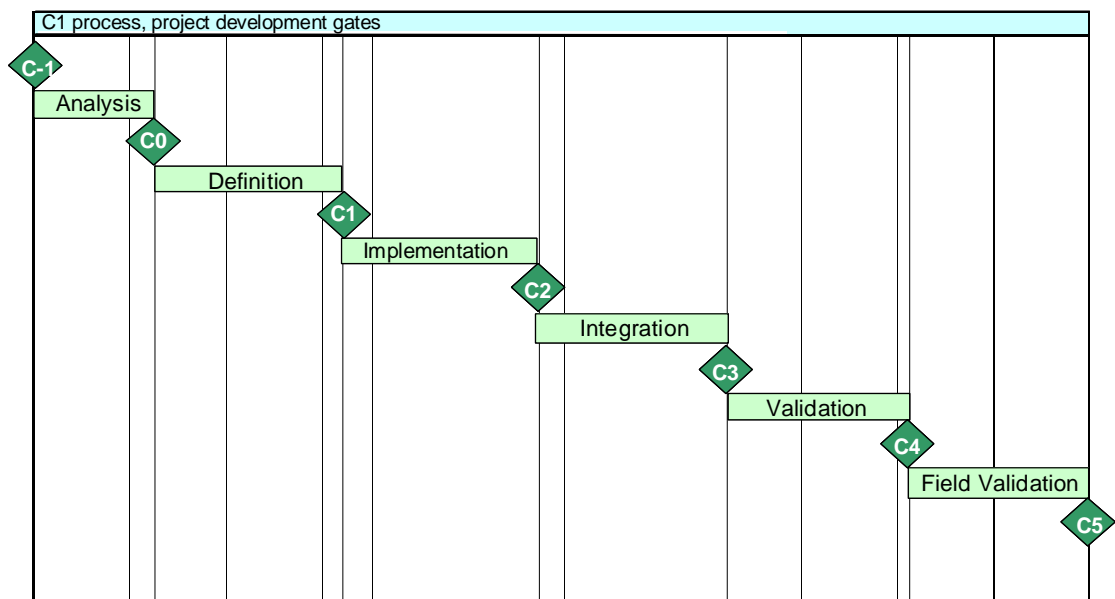 C1 process, project development gates
C-1
Analysis
C0
Definition
C1
Implementation
C2
Integration
C3
Validation
C4
Field Validation
C5